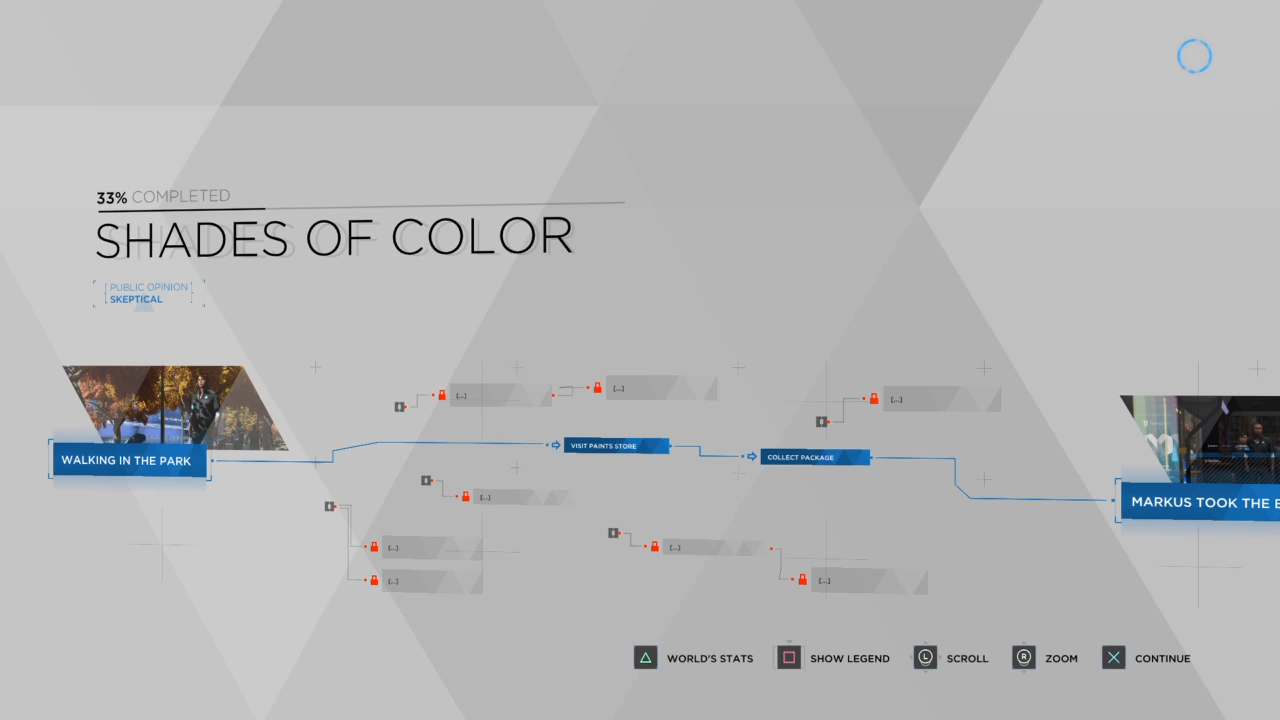 33% COMPLETED
SHADES OF COLOR
PUBLIC OPINION
SKEPTICAL
[...]
[...]
[...]
VISIT PAINTS STORE
COLLECT PACKAGE
WALKING IN THE PARK
[...]
MARKUS TOOK THE
[...]
[...]
[...]
[...]
WORLD'S STATS
SHOW LEGEND
L
SCROLL
R
ZOOM
CONTINUE